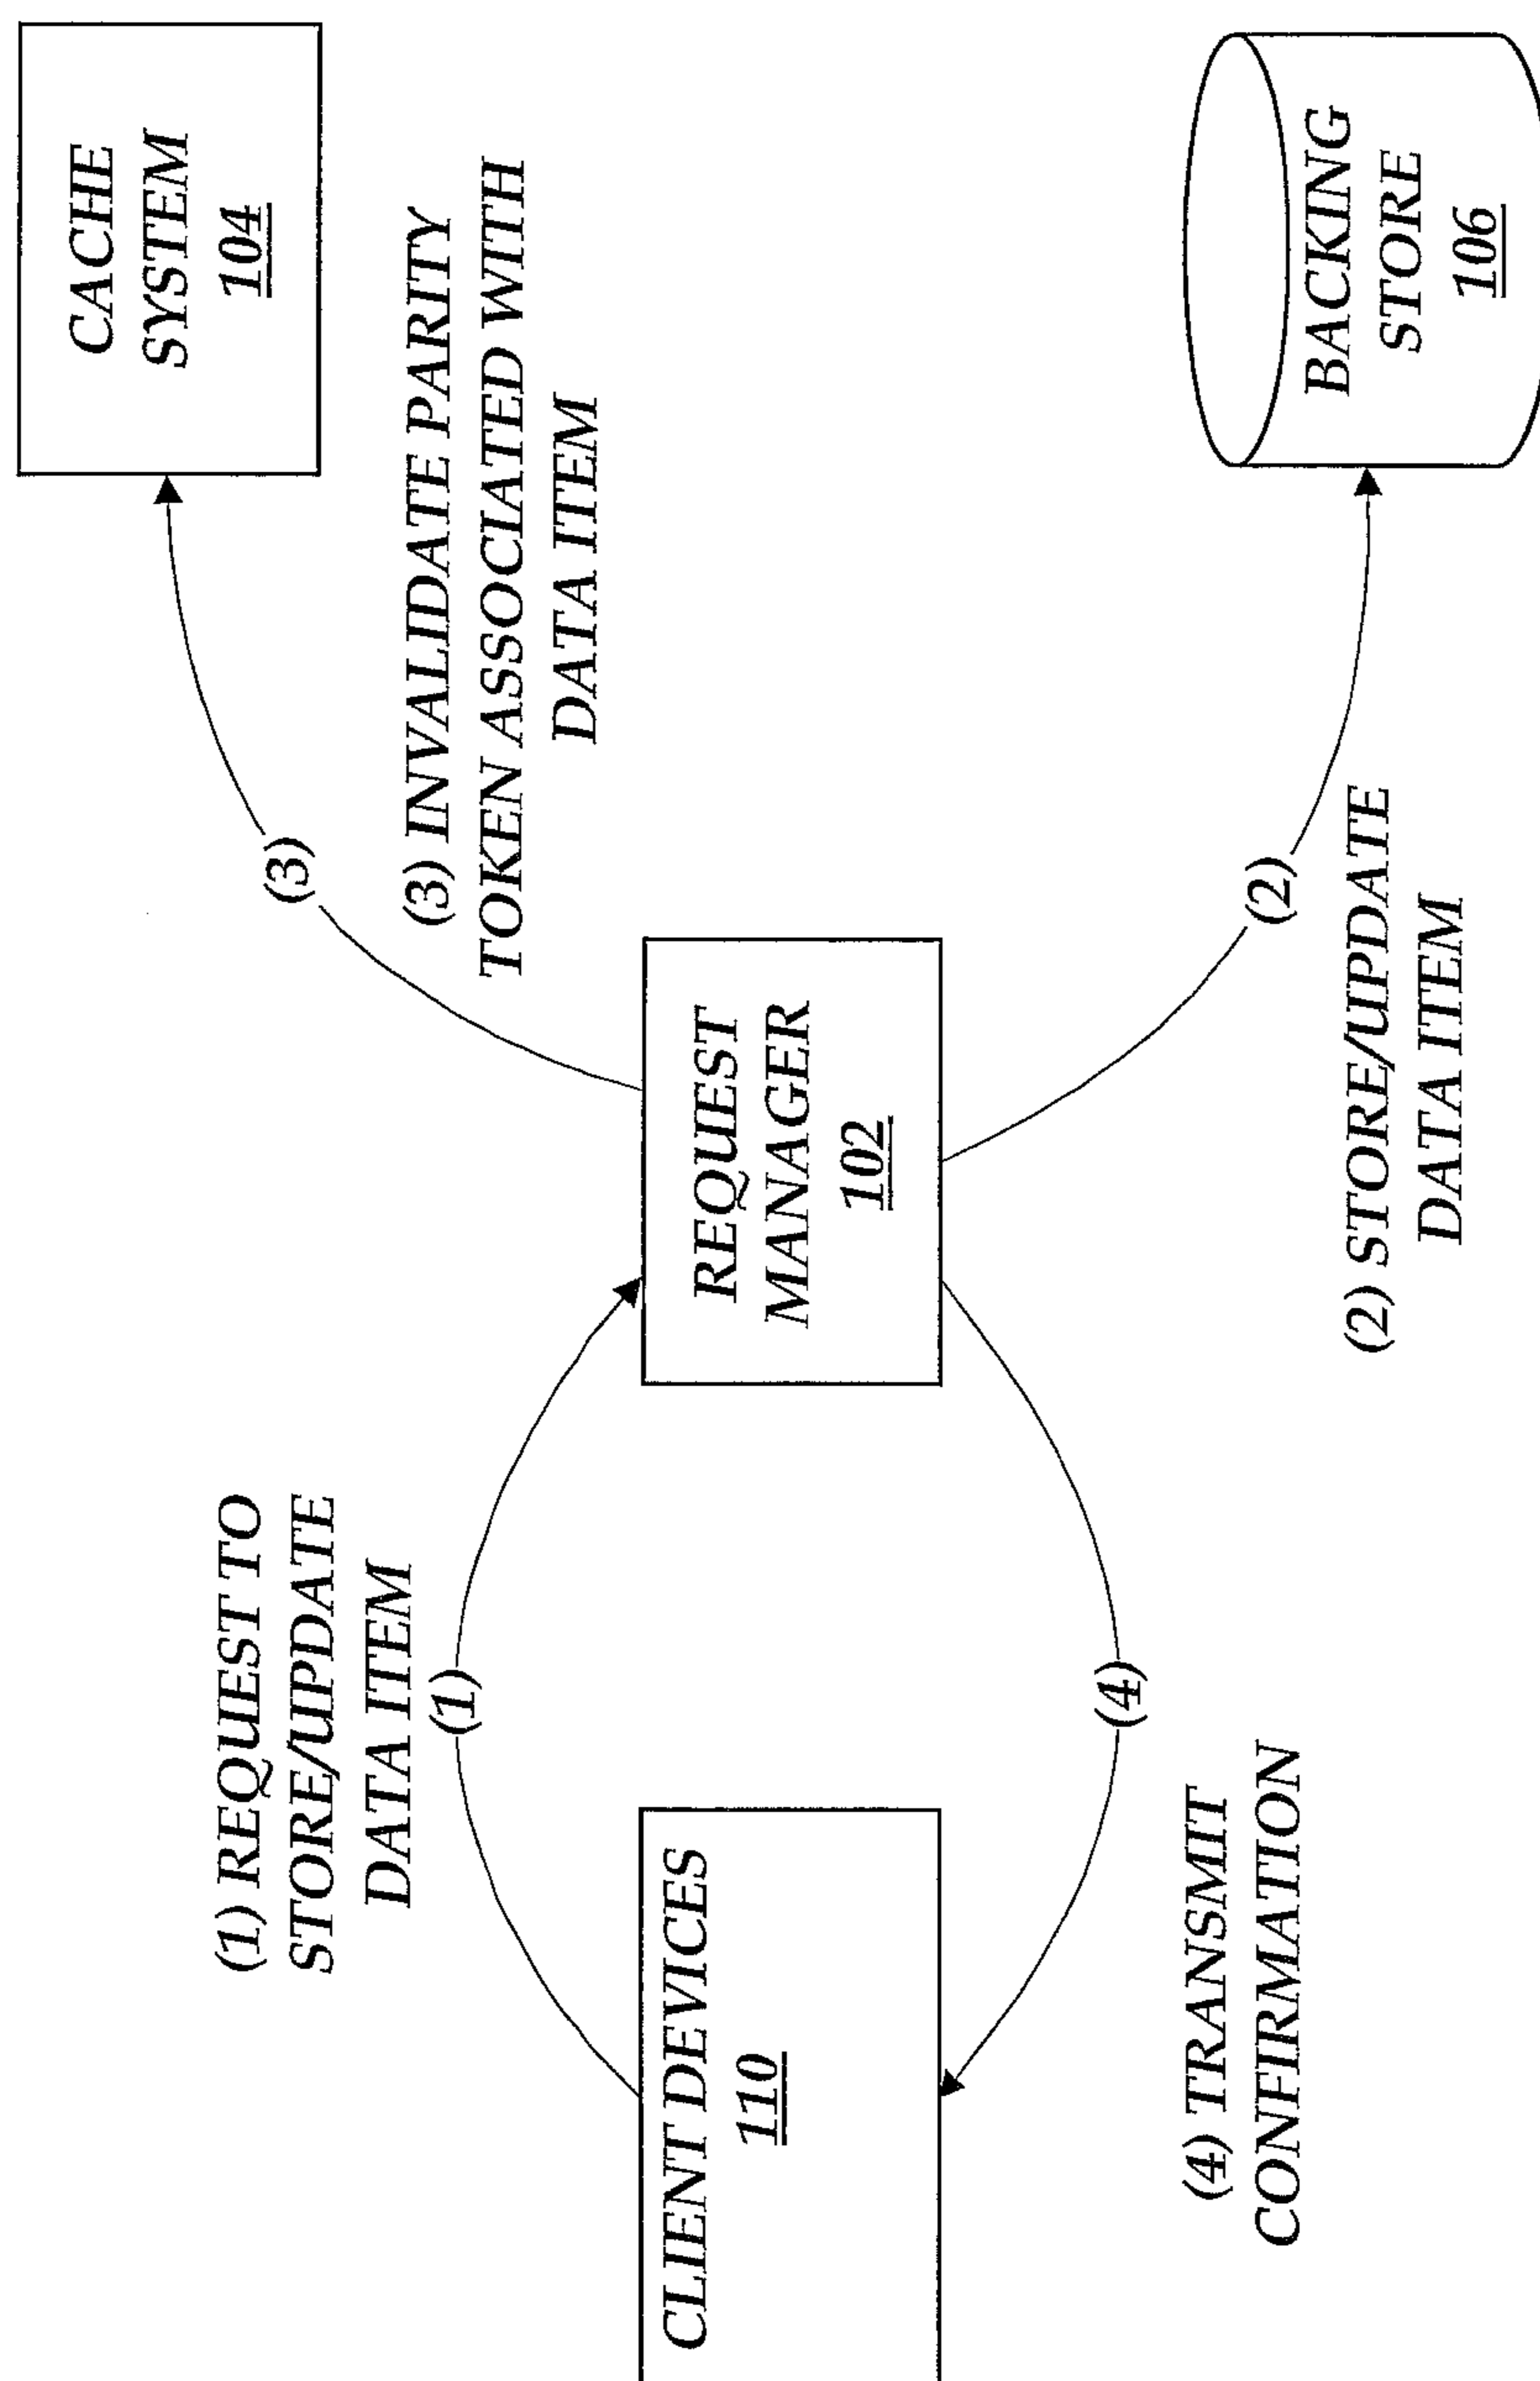 (1) REQUEST TO
STORE/UPDATE
DATA ITEM
(1)
CLIENT DEVICES
110
(4)
(4) TRANSMIT
CONFIRMATION
REQUEST
MANAGER
102
(3)
(3) INVALIDATE PARITY
TOKEN ASSOCIATED WITH
DATA ITEM
(2)
(2) STORE/UPDATE
DATA ITEM
CACHE
SYSTEM
104
BACKING
STORE
106